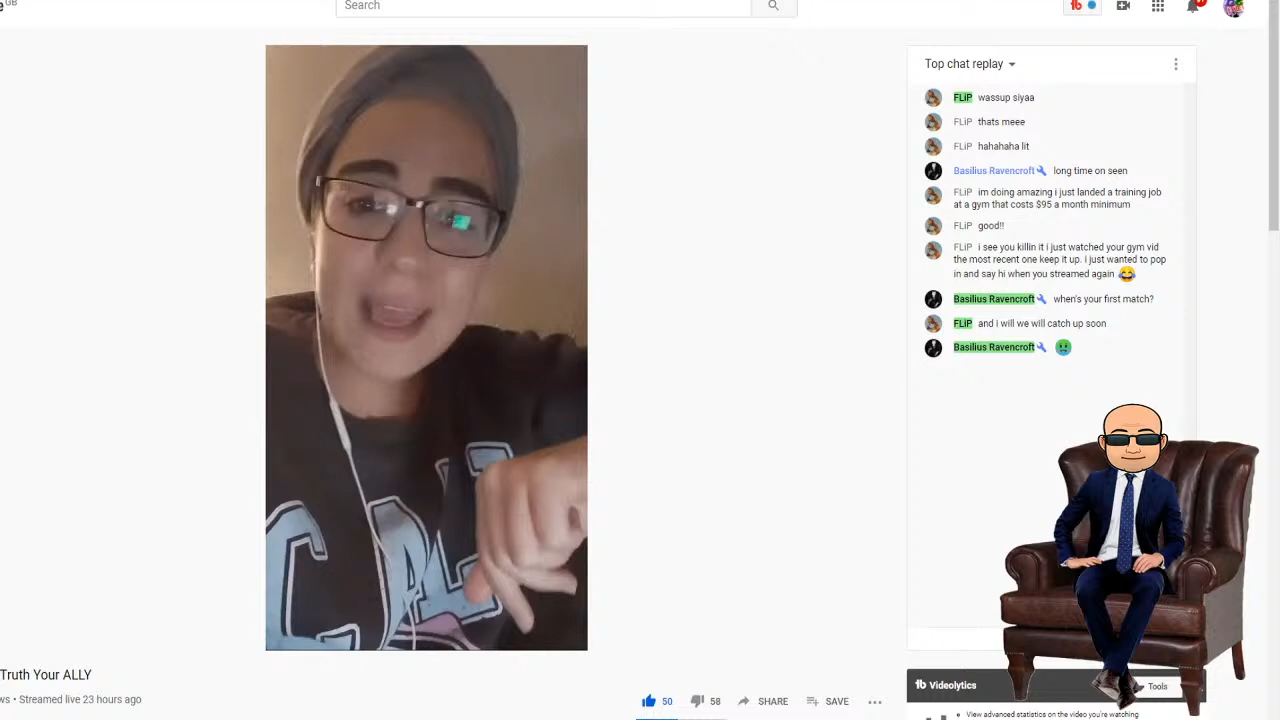 GB
Search
Top chat replay
FLiP wassup siyaa
FLiP thats meee
FLiP hahahaha lit
Basilius Ravencroft long time on seen
FLiP im doing amazing i just landed a training job
at a gym that costs $95 a month minimum
FLiP good!!
FLiP i see you killin it i just watched your gym vid
the most recent one keep it up. i just wanted to pop
in and say hi when you streamed again
Basilius Ravencroft when's your first match?
FLiP and i will we will catch up soon
Basilius Ravencroft
Truth Your ALLY
ws • Streamed live 23 hours ago
50
58
SHARE
SAVE
tb Videolytics
Tools
View advanced statistics on the video you're watching